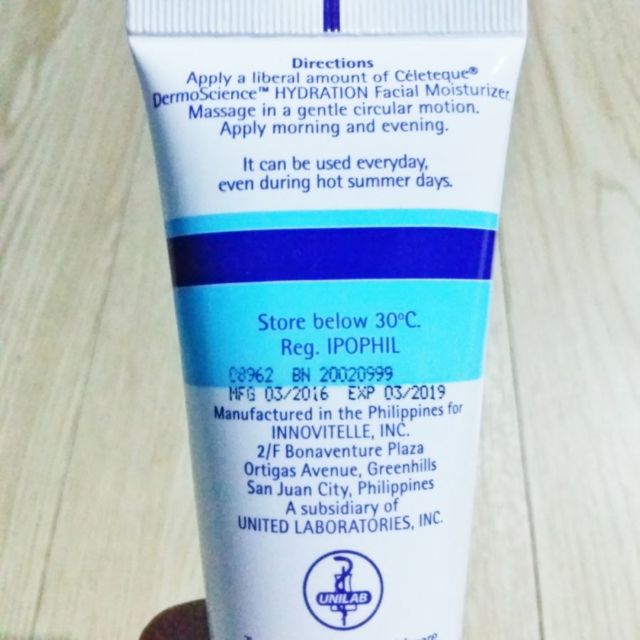 Directions
Apply a liberal amount of Céleteque®
DermoScience™ HYDRATION Facial Moisturizer.
Massage in a gentle circular motion.
Apply morning and evening.
It can be used everyday,
even during hot summer days.
Store below 30°C.
Reg. IPOPHIL
08962 BN 20020999
MFG 03/2016 EXP 03/2019
Manufactured in the Philippines for
INNOVITELLE, INC.
2/F Bonaventure Plaza
Ortigas Avenue, Greenhills
San Juan City, Philippines
A subsidiary of
UNITED LABORATORIES, INC.
UNILAB